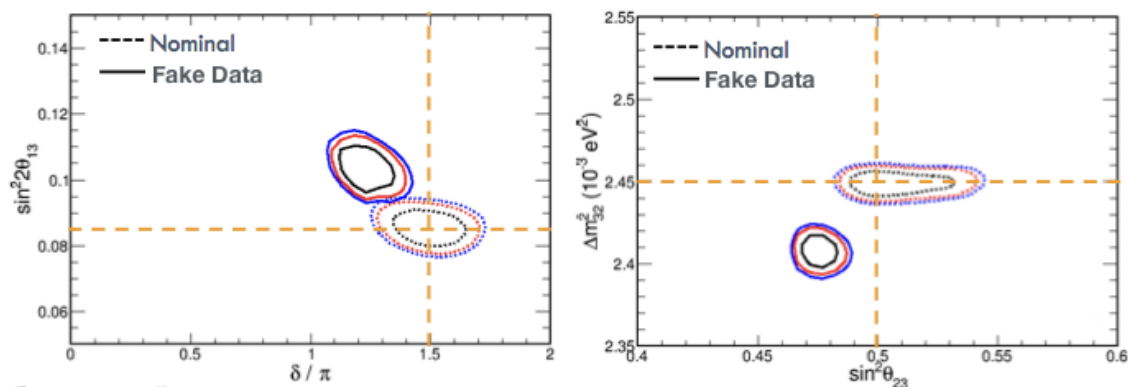 0.14
0.12
0.1
0.08
0.06
sin²2θ₁₃
Nominal
Fake Data
0
0.5
1
1.5
2
δ / π
2.55
2.5
2.45
2.4
2.35
Δm²₃₂ (10⁻³ eV²)
Nominal
Fake Data
0.4
0.45
0.5
0.55
0.6
sin²θ₂₃